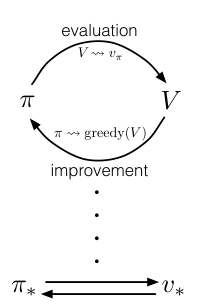 evaluation
V ⇝ v_π
π V
π ⇝ greedy(V)
improvement
π_* v_*